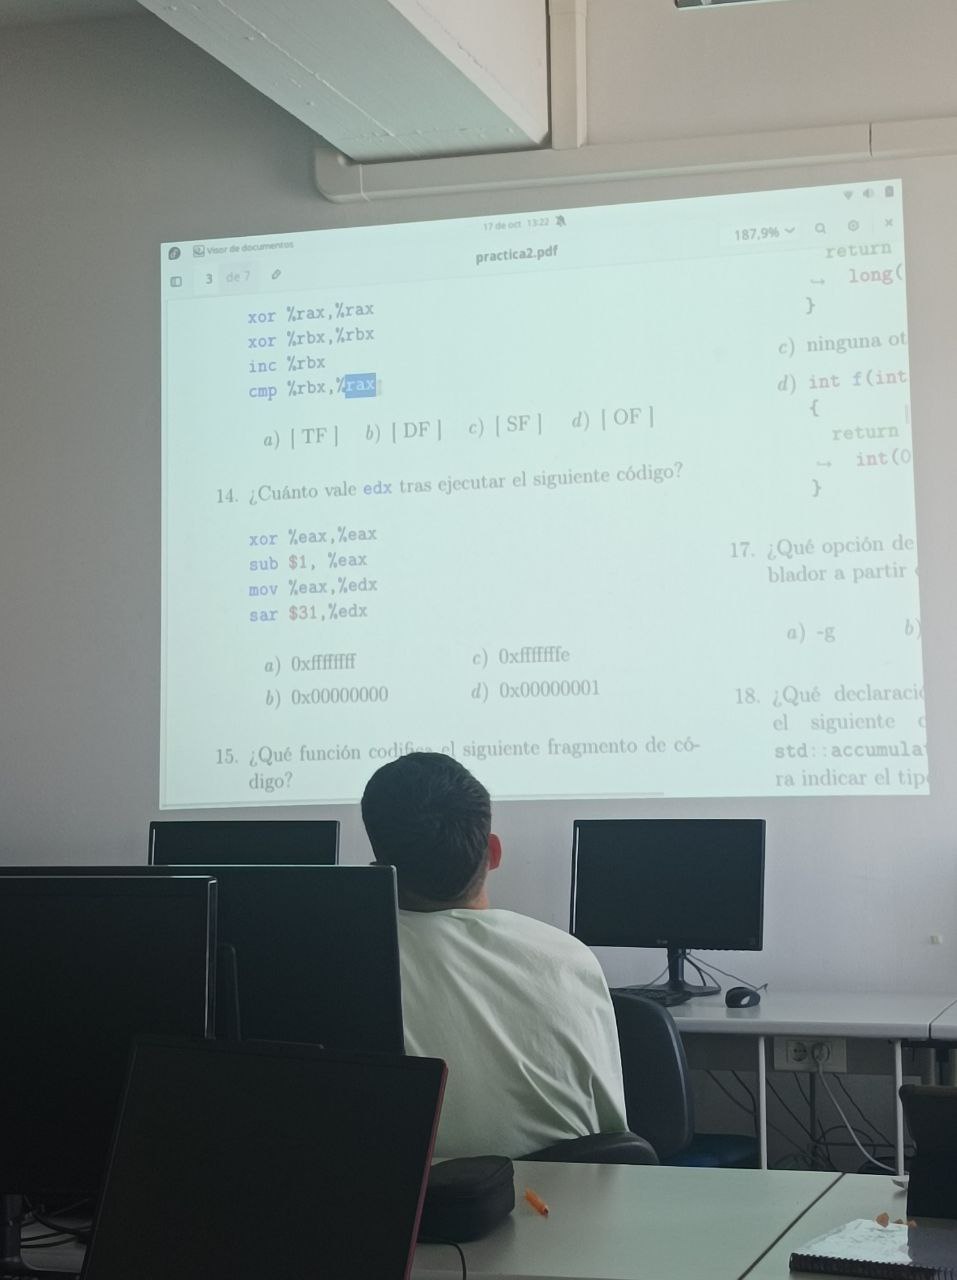 Visor de documentos
17 de oct 13:22
3 de 7
practica2.pdf
187,9%
xor %rax,%rax
xor %rbx,%rbx
inc %rbx
cmp %rbx,%rax
a) [ TF ] b) [ DF ] c) [ SF ] d) [ OF ]
14. ¿Cuánto vale edx tras ejecutar el siguiente código?
xor %eax,%eax
sub $1, %eax
mov %eax,%edx
sar $31,%edx
a) 0xffffffff c) 0xfffffffe
b) 0x00000000 d) 0x00000001
15. ¿Qué función codifica el siguiente fragmento de có-
digo?
return
↪ long(
}
c) ninguna ot
d) int f(int
{
return
↪ int(0
}
17. ¿Qué opción de
blador a partir
a) -g b)
18. ¿Qué declaraci
el siguiente c
std::accumula
ra indicar el tip